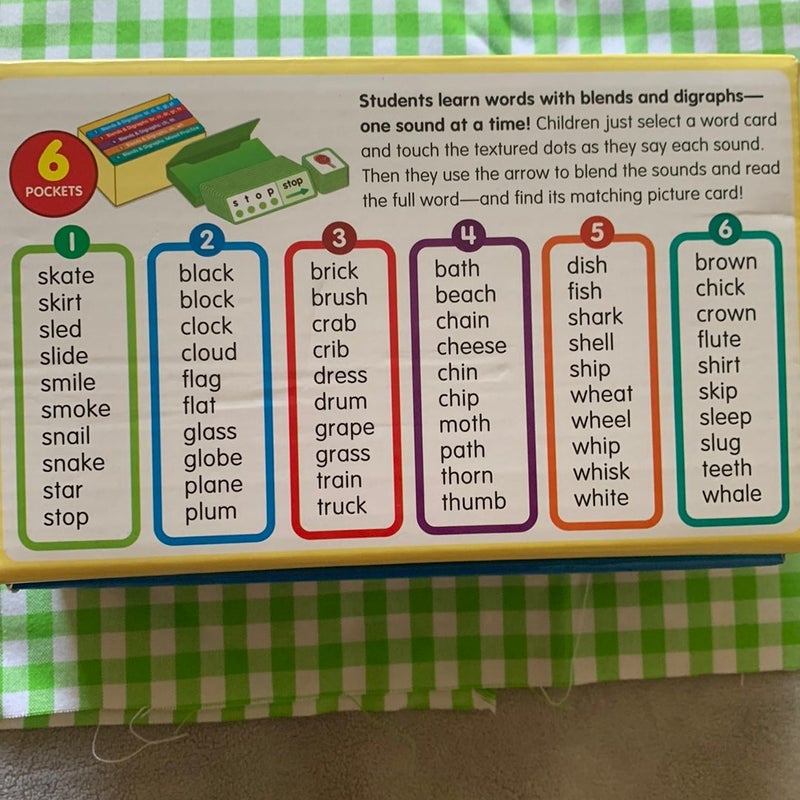 Students learn words with blends and digraphs—
one sound at a time! Children just select a word card
and touch the textured dots as they say each sound.
Then they use the arrow to blend the sounds and read
the full word—and find its matching picture card!
6
POCKETS
s t o p
stop
1
skate
skirt
sled
slide
smile
smoke
snail
snake
star
stop
2
black
block
clock
cloud
flag
flat
glass
globe
plane
plum
3
brick
brush
crab
crib
dress
drum
grape
grass
train
truck
4
bath
beach
chain
cheese
chin
chip
moth
path
thorn
thumb
5
dish
fish
shark
shell
ship
wheat
wheel
whip
whisk
white
6
brown
chick
crown
flute
shirt
skip
sleep
slug
teeth
whale